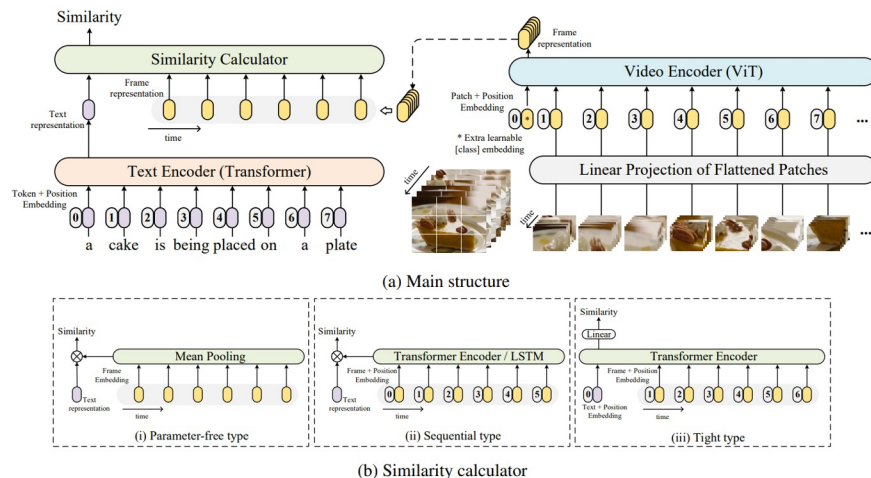 Similarity
Similarity Calculator
Frame
representation
Text
representation
time
Text Encoder (Transformer)
Token + Position
Embedding
0 1 2 3 4 5 6 7
a cake is being placed on a plate
Frame
representation
Video Encoder (ViT)
Patch + Position
Embedding
0 * 1 2 3 4 5 6 7 ...
* Extra learnable
[class] embedding
Linear Projection of Flattened Patches
time
time
...
(a) Main structure
Similarity
Mean Pooling
Frame
Embedding
Text
representation
time
(i) Parameter-free type
Similarity
Transformer Encoder / LSTM
Frame + Position
Embedding
0 1 2 3 4 5
Text
representation
time
(ii) Sequential type
Similarity
Linear
Transformer Encoder
Frame + Position
Embedding
0 1 2 3 4 5 6
Text + Position
Embedding
time
(iii) Tight type
(b) Similarity calculator